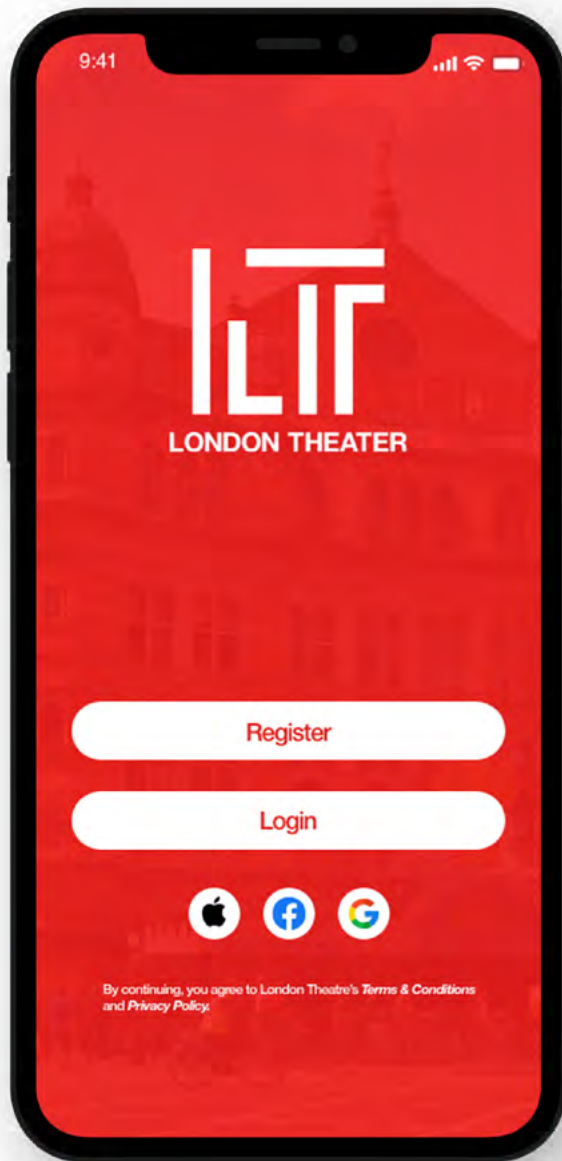 9:41
LT
LONDON THEATER
Register
Login
By continuing, you agree to London Theatre's Terms & Conditions
and Privacy Policy.